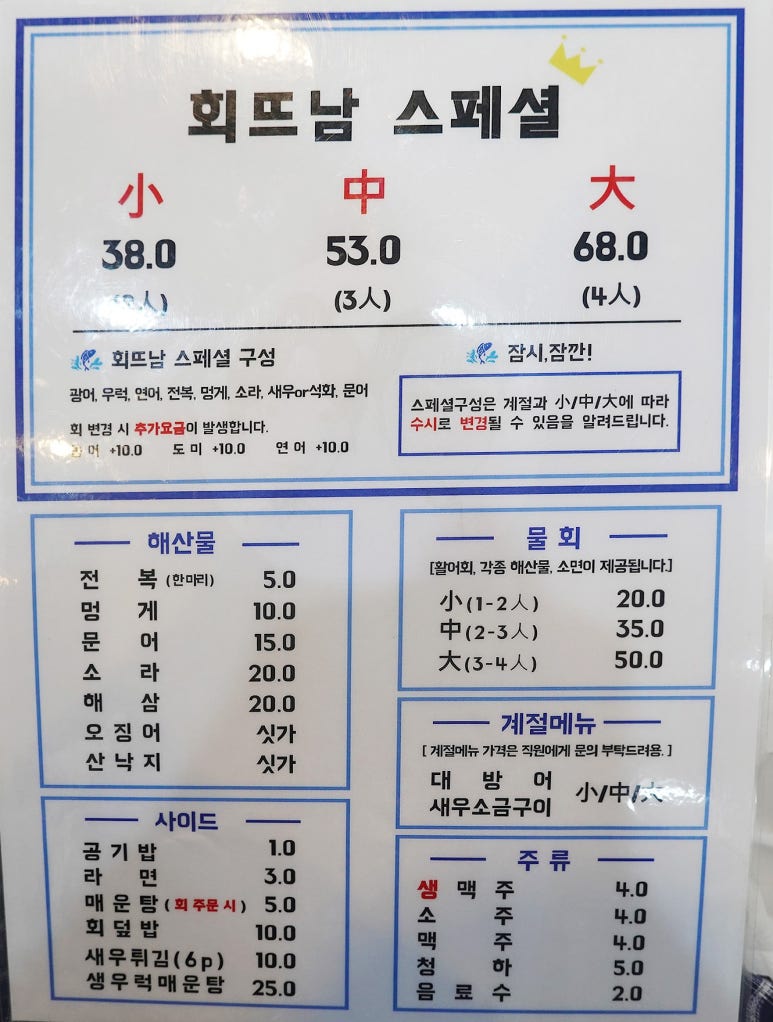 회뜨남 스페셜
小 中 大
38.0 53.0 68.0
(3人) (4人)
회뜨남 스페셜 구성
광어, 우럭, 연어, 전복, 멍게, 소라, 새우or석화, 문어
회 변경 시 추가요금이 발생합니다.
어 +10.0 도미 +10.0 연어 +10.0
잠시,잠깐!
스페셜구성은 계절과 小/中/大에 따라
수시로 변경될 수 있음을 알려드립니다.
해산물
전 복 (한마리) 5.0
멍 게 10.0
문 어 15.0
소 라 20.0
해 삼 20.0
오징어 싯가
산낙지 싯가
사이드
공기밥 1.0
라 면 3.0
매운탕 (회 주문 시) 5.0
회덮밥 10.0
새우튀김(6p) 10.0
생우럭매운탕 25.0
물 회
[활어회, 각종 해산물, 소면이 제공됩니다.]
小(1-2人) 20.0
中(2-3人) 35.0
大(3-4人) 50.0
계절메뉴
[ 계절메뉴 가격은 직원에게 문의 부탁드려용. ]
대 방 어
새우소금구이
小/中/大
주 류
생 맥 주 4.0
소 주 4.0
맥 주 4.0
청 하 5.0
음 료 수 2.0